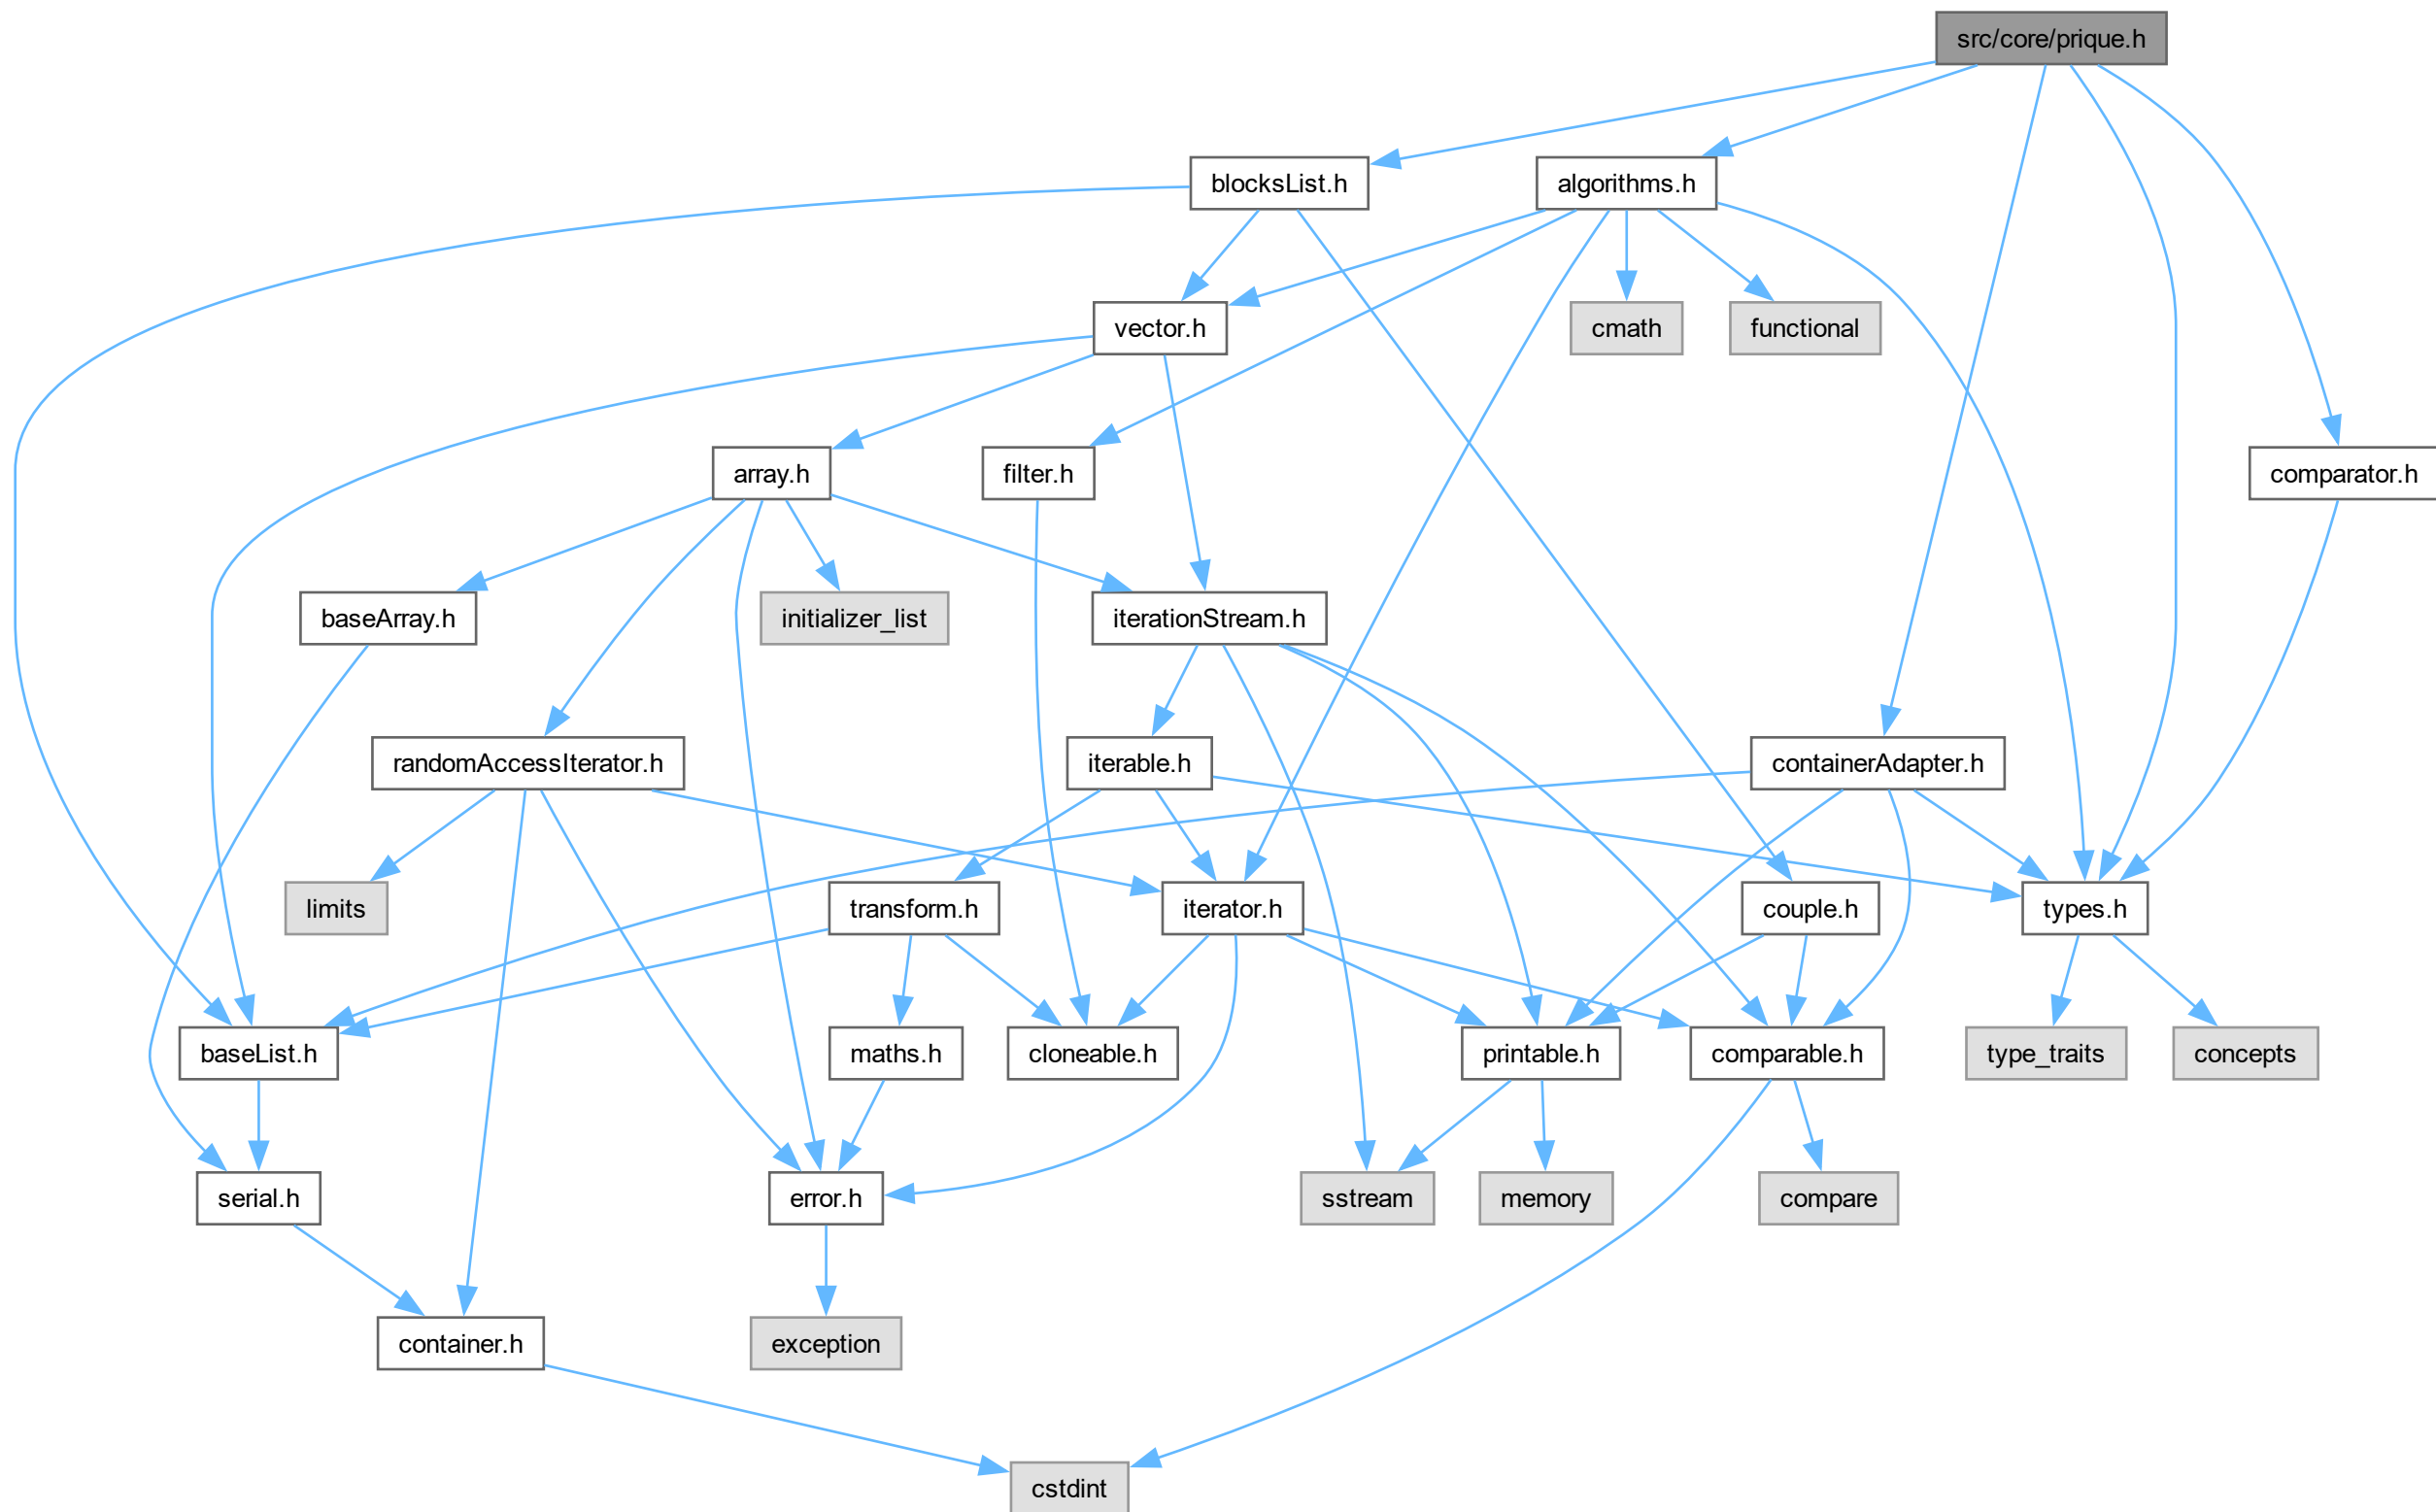 src/core/prique.h
blocksList.h
algorithms.h
vector.h
cmath
functional
array.h
filter.h
comparator.h
baseArray.h
initializer_list
iterationStream.h
randomAccessIterator.h
iterable.h
containerAdapter.h
limits
transform.h
iterator.h
couple.h
types.h
baseList.h
maths.h
cloneable.h
printable.h
comparable.h
type_traits
concepts
serial.h
error.h
sstream
memory
compare
container.h
exception
cstdint